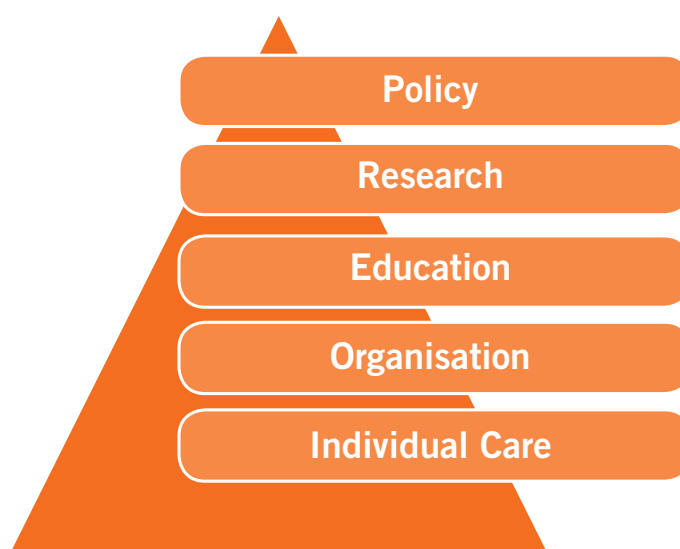 Policy
Research
Education
Organisation
Individual Care